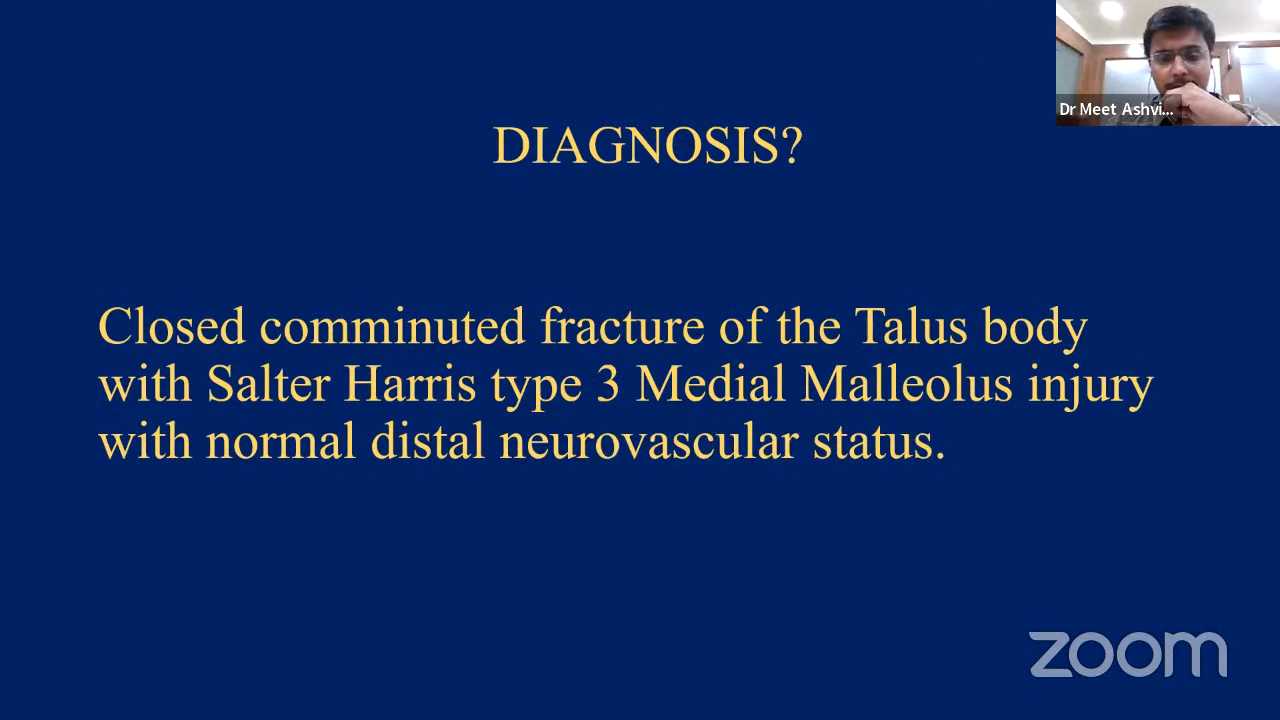 Dr Meet Ashvi...
DIAGNOSIS?
Closed comminuted fracture of the Talus body
with Salter Harris type 3 Medial Malleolus injury
with normal distal neurovascular status.
zoom